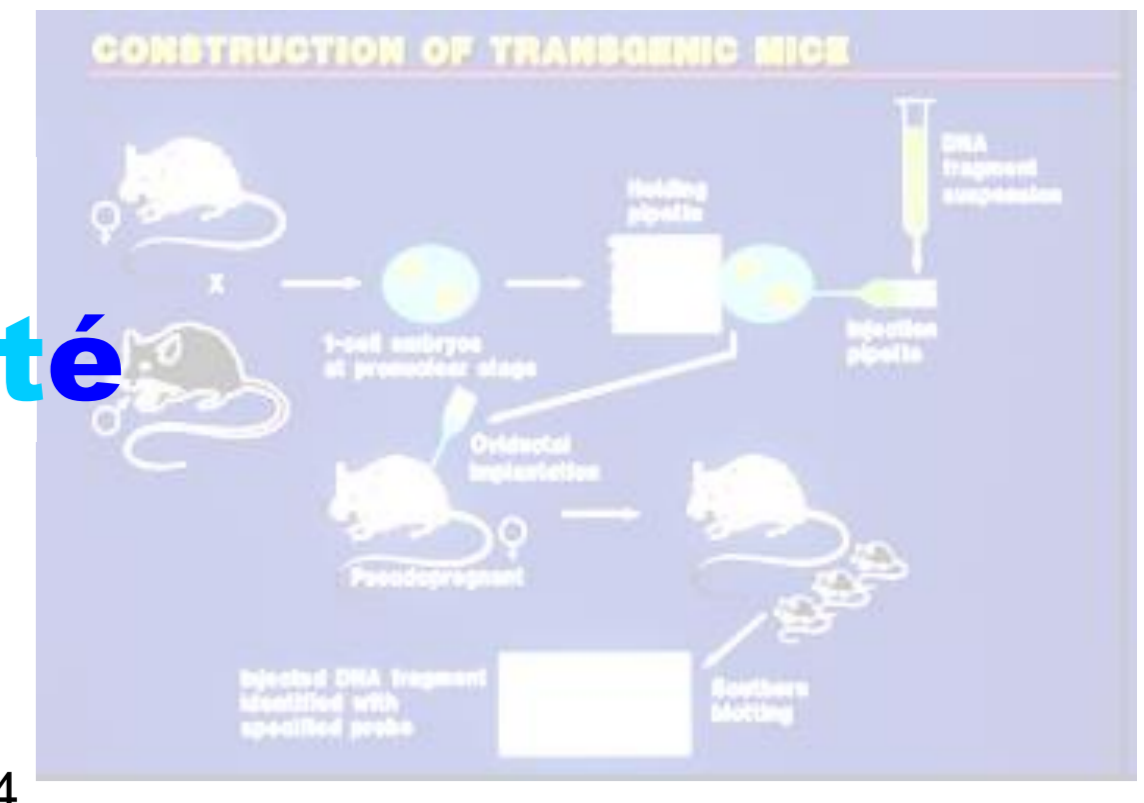 CONSTRUCTION OF TRANSGENIC MICE
DNA
fragment
suspension
Holding
pipette
X
té
Injection
pipette
1-cell embryos
at pronuclear stage
Oviductal
implantation
Pseudopregnant
Injected DNA fragment
identified with
specified probe
Southern
blotting
4